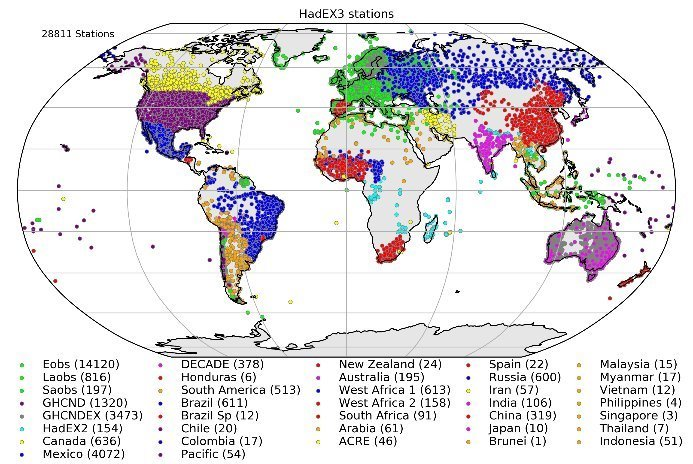 HadEX3 stations
28811 Stations
Eobs (14120)
Laobs (816)
Saobs (197)
GHCND (1320)
GHCNDEX (3473)
HadEX2 (154)
Canada (636)
Mexico (4072)
DECADE (378)
Honduras (6)
South America (513)
Brazil (611)
Brazil Sp (12)
Chile (20)
Colombia (17)
Pacific (54)
New Zealand (24)
Australia (195)
West Africa 1 (613)
West Africa 2 (158)
South Africa (91)
Arabia (61)
ACRE (46)
Spain (22)
Russia (600)
Iran (57)
India (106)
China (319)
Japan (10)
Brunei (1)
Malaysia (15)
Myanmar (17)
Vietnam (12)
Philippines (4)
Singapore (3)
Thailand (7)
Indonesia (51)